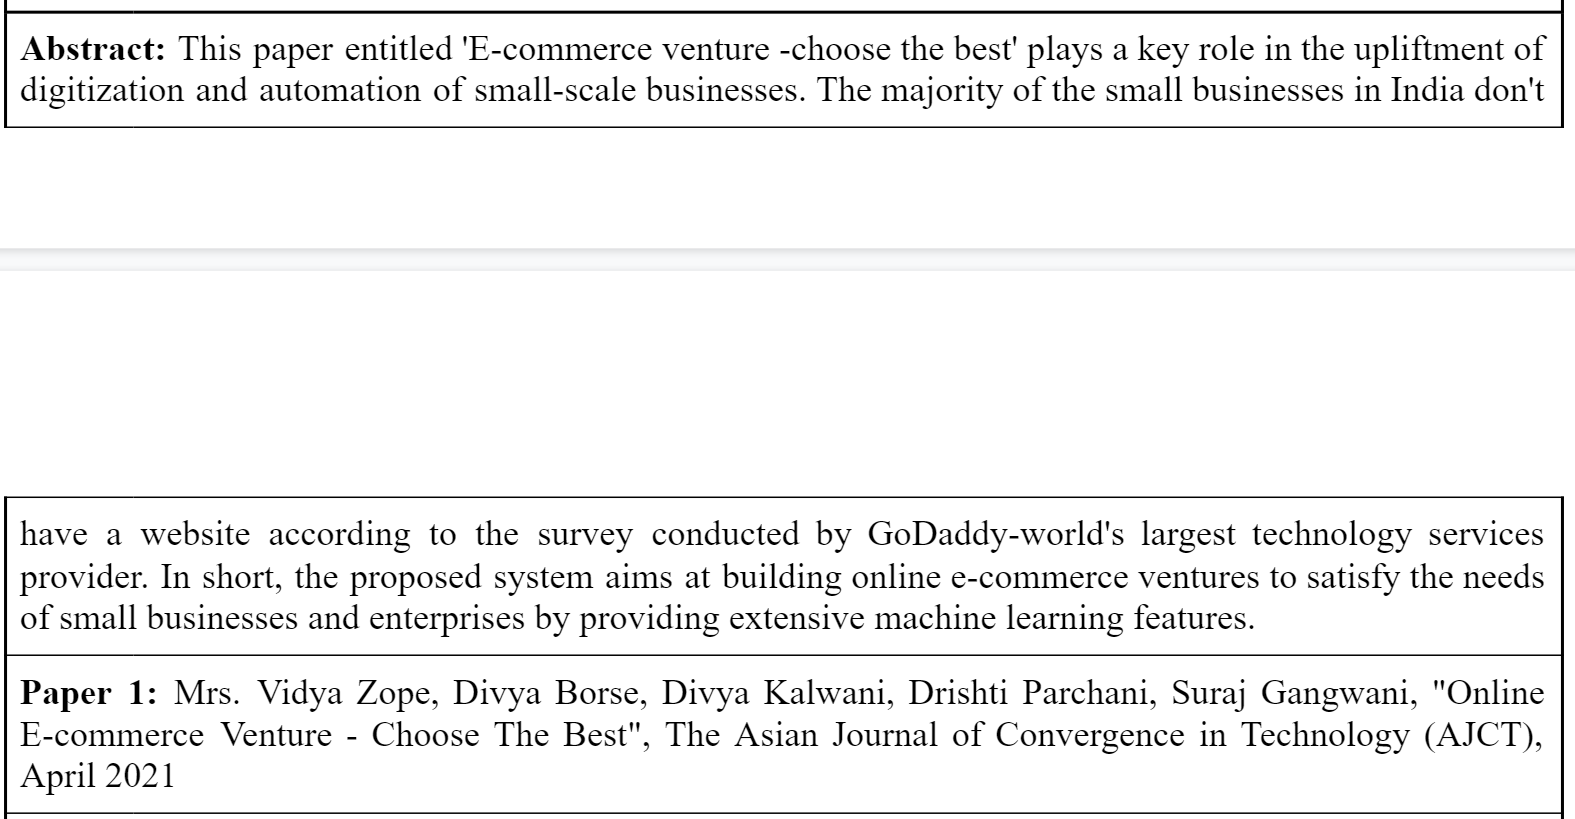 Abstract: This paper entitled 'E-commerce venture -choose the best' plays a key role in the upliftment of
digitization and automation of small-scale businesses. The majority of the small businesses in India don't
have a website according to the survey conducted by GoDaddy-world's largest technology services
provider. In short, the proposed system aims at building online e-commerce ventures to satisfy the needs
of small businesses and enterprises by providing extensive machine learning features.
Paper 1: Mrs. Vidya Zope, Divya Borse, Divya Kalwani, Drishti Parchani, Suraj Gangwani, "Online
E-commerce Venture - Choose The Best", The Asian Journal of Convergence in Technology (AJCT),
April 2021